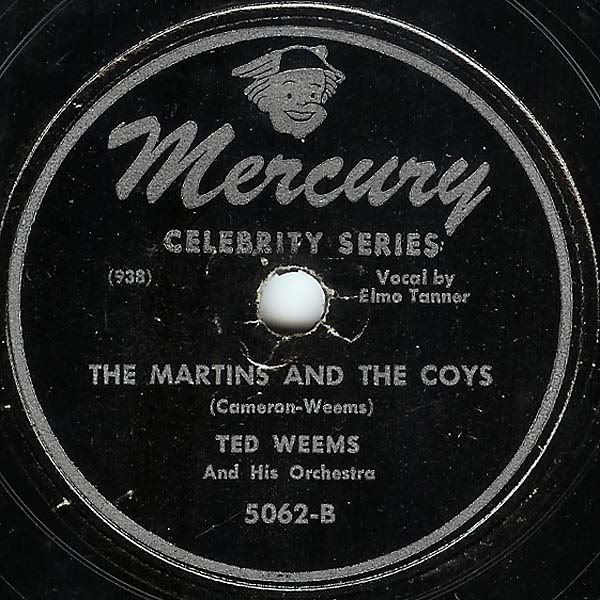 Mercury
CELEBRITY SERIES
(938)
Vocal by
Elmo Tanner
THE MARTINS AND THE COYS
(Cameron-Weems)
TED WEEMS
And His Orchestra
5062-B